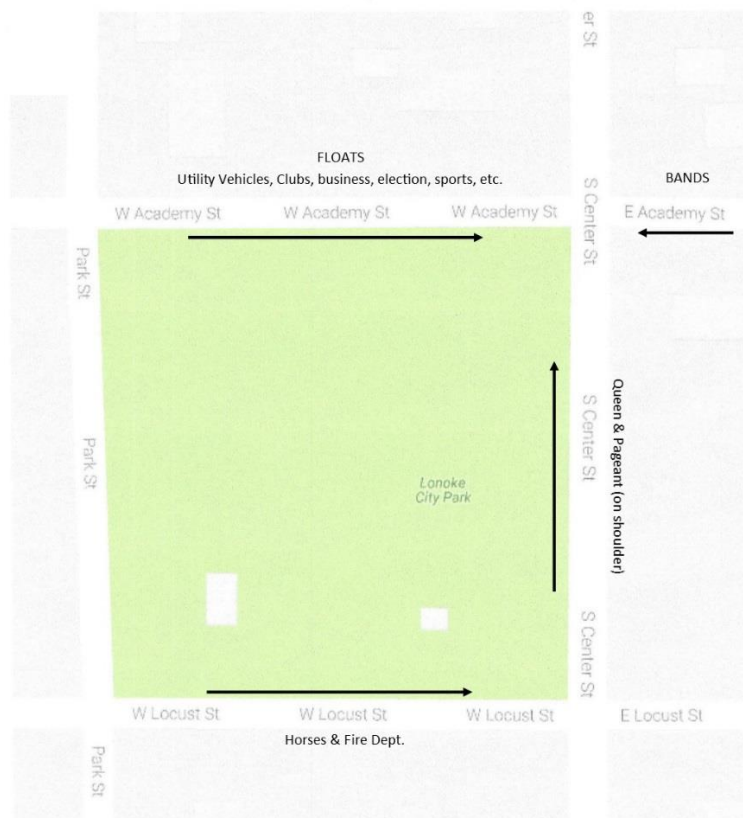 er St
FLOATS
Utility Vehicles, Clubs, business, election, sports, etc.
BANDS
W Academy St
W Academy St
W Academy St
S Center St
E Academy St
Park St
Queen & Pageant (on shoulder)
S Center St
Park St
Lonoke
City Park
S Center St
W Locust St
W Locust St
W Locust St
E Locust St
Horses & Fire Dept.
Park St